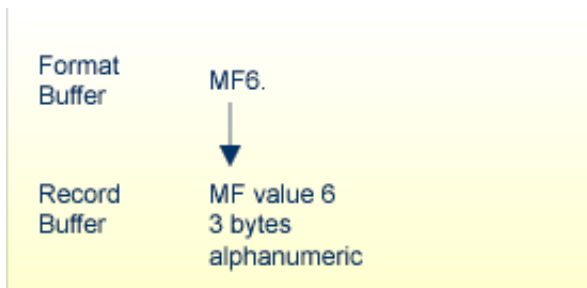 Format
Buffer
MF6.
Record
Buffer
MF value 6
3 bytes
alphanumeric